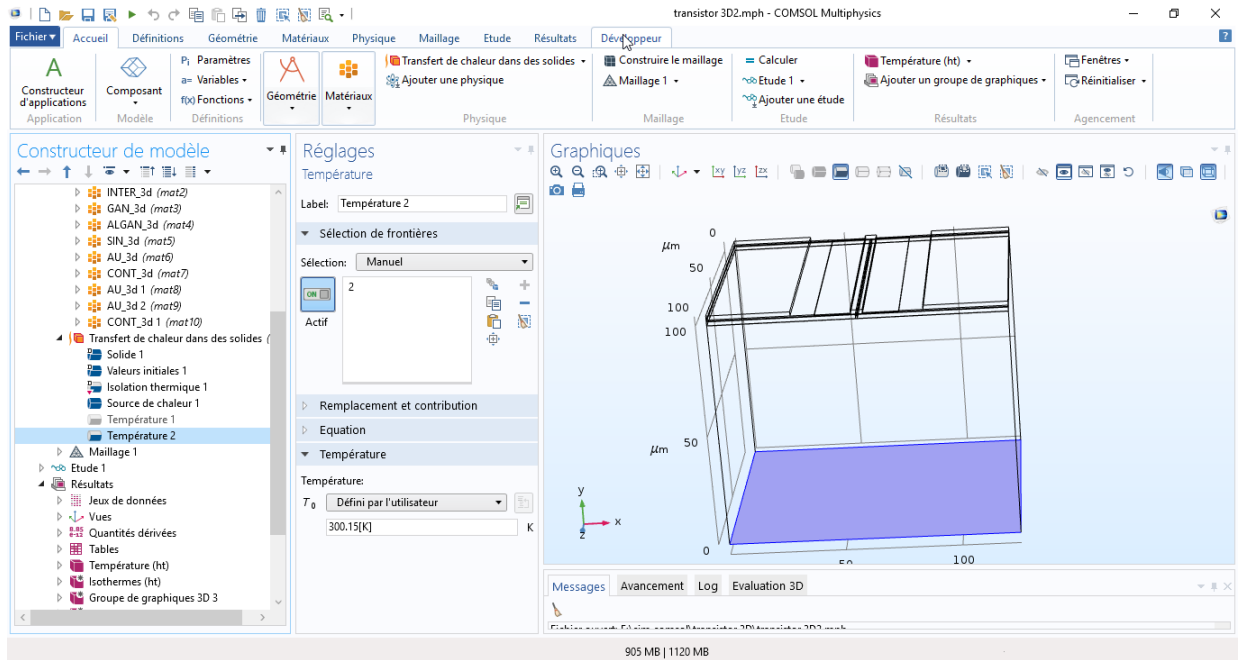 transistor 3D2.mph - COMSOL Multiphysics
Fichier Accueil Définitions Géométrie Matériaux Physique Maillage Etude Résultats Développeur
A
Constructeur d'applications
Application
Composant
Modèle
Pi Paramètres
a= Variables
f(x) Fonctions
Définitions
Géométrie
Matériaux
Transfert de chaleur dans des solides
Ajouter une physique
Physique
Construire le maillage
Maillage 1
Maillage
= Calculer
Etude 1
Ajouter une étude
Etude
Température (ht)
Ajouter un groupe de graphiques
Résultats
Fenêtres
Réinitialiser
Agencement
Constructeur de modèle
INTER_3d (mat2)
GAN_3d (mat3)
ALGAN_3d (mat4)
SIN_3d (mat5)
AU_3d (mat6)
CONT_3d (mat7)
AU_3d 1 (mat8)
AU_3d 2 (mat9)
CONT_3d 1 (mat10)
Transfert de chaleur dans des solides (
Solide 1
Valeurs initiales 1
Isolation thermique 1
Source de chaleur 1
Température 1
Température 2
Maillage 1
Etude 1
Résultats
Jeux de données
Vues
Quantités dérivées
Tables
Température (ht)
Isothermes (ht)
Groupe de graphiques 3D 3
Réglages
Température
Label: Température 2
Sélection de frontières
Sélection: Manuel
ON
Actif
2
Remplacement et contribution
Equation
Température
Température:
T0 Défini par l'utilisateur
300.15[K] K
Graphiques
xy yz zx
µm 0
50
100
100
µm 50
0
50
100
y
x
z
Messages Avancement Log Evaluation 3D
905 MB | 1120 MB